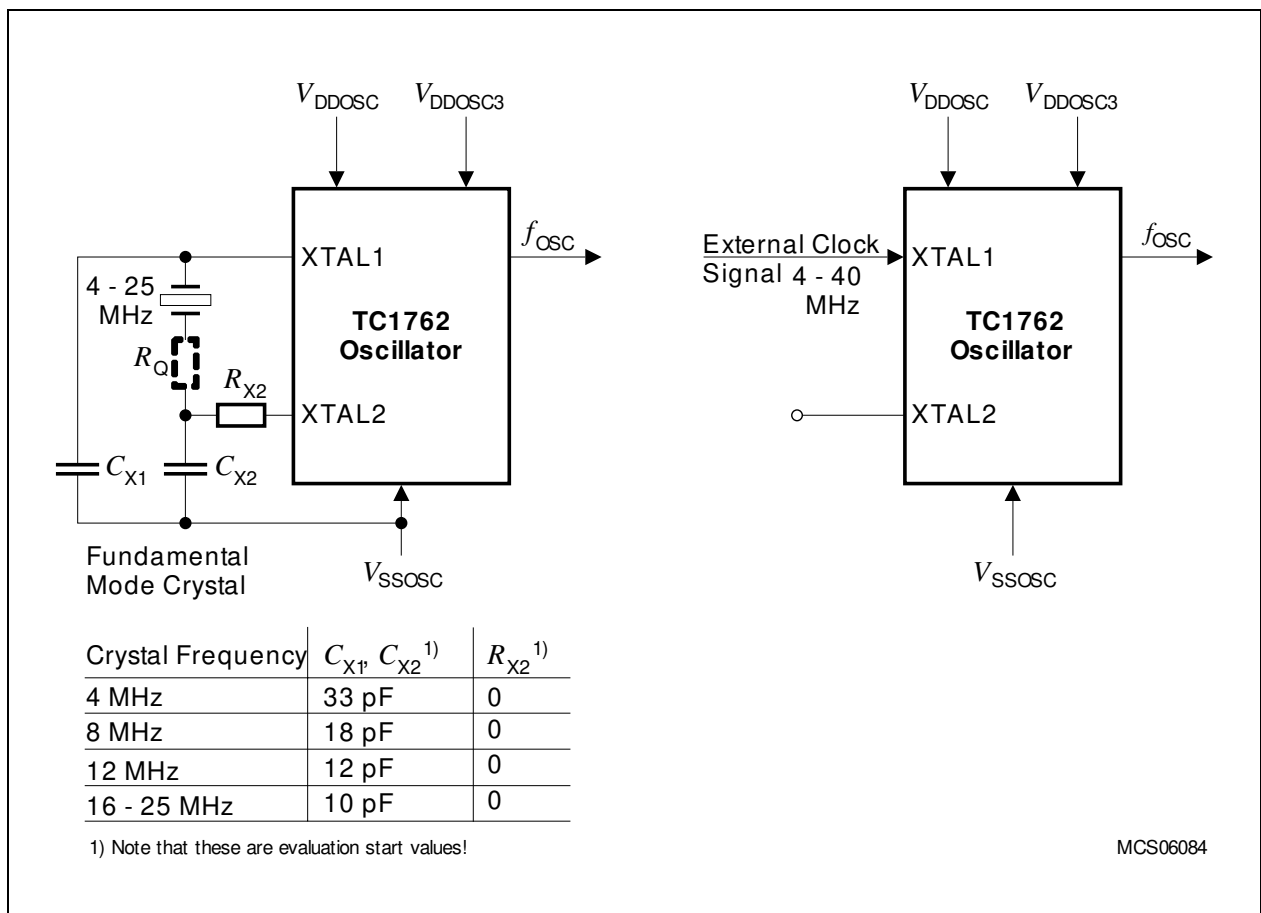 VDDOSC VDDOSC3
XTAL1
fOSC
4 - 25
MHz
TC1762
Oscillator
RQ
RX2
XTAL2
CX1 CX2
Fundamental
Mode Crystal
VSSOSC
VDDOSC VDDOSC3
External Clock
Signal 4 - 40
MHz
XTAL1
fOSC
TC1762
Oscillator
XTAL2
VSSOSC
Crystal Frequency CX1, CX2 1) RX2 1)
4 MHz 33 pF 0
8 MHz 18 pF 0
12 MHz 12 pF 0
16 - 25 MHz 10 pF 0
1) Note that these are evaluation start values!
MCS06084